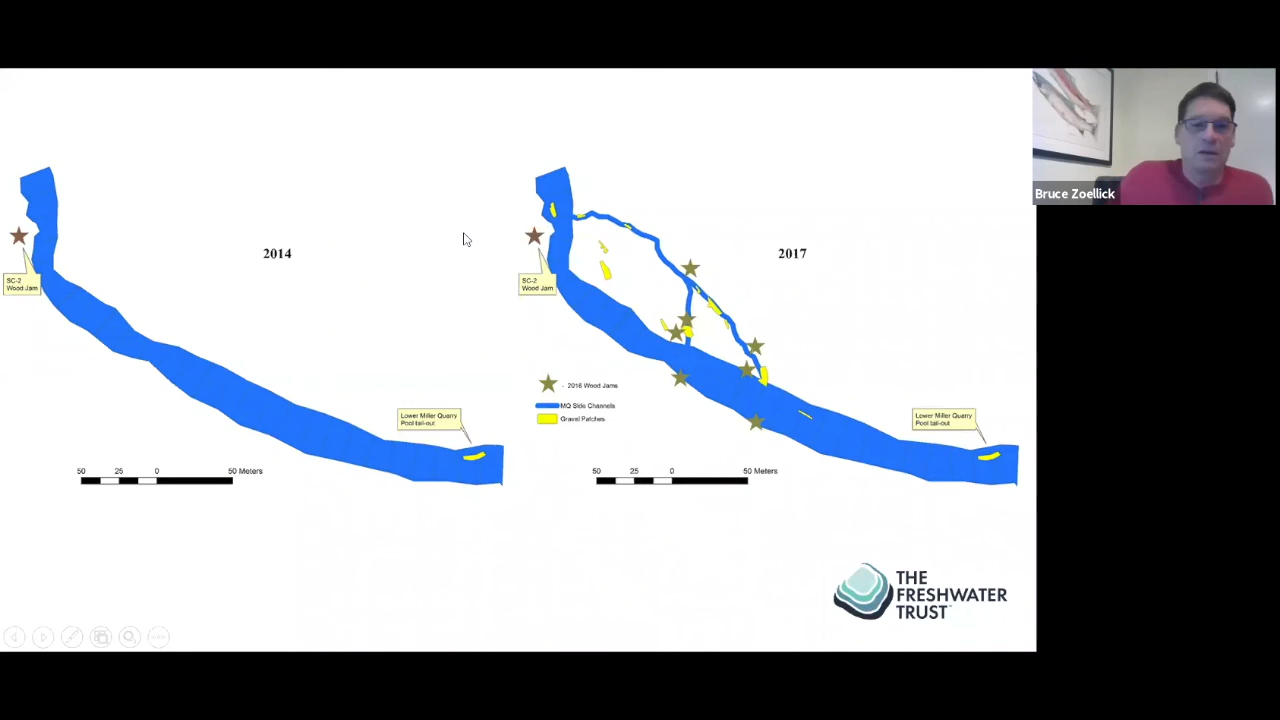 Bruce Zoellick
2014
SC-2
Wood Jam
Lower Miller Quarry
Pool tail-out
50 25 0 50 Meters
2017
SC-2
Wood Jam
- 2016 Wood Jams
MQ Side Channels
Gravel Patches
Lower Miller Quarry
Pool tail-out
50 25 0 50 Meters
THE
FRESHWATER
TRUST